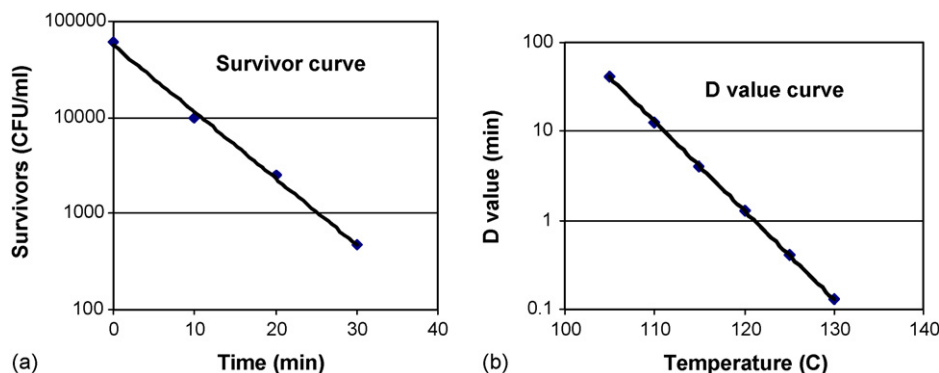 100000
10000
1000
100
Survivors (CFU/ml)
Survivor curve
0 10 20 30 40
Time (min)
(a)
100
10
1
0.1
D value (min)
D value curve
100 110 120 130 140
Temperature (C)
(b)